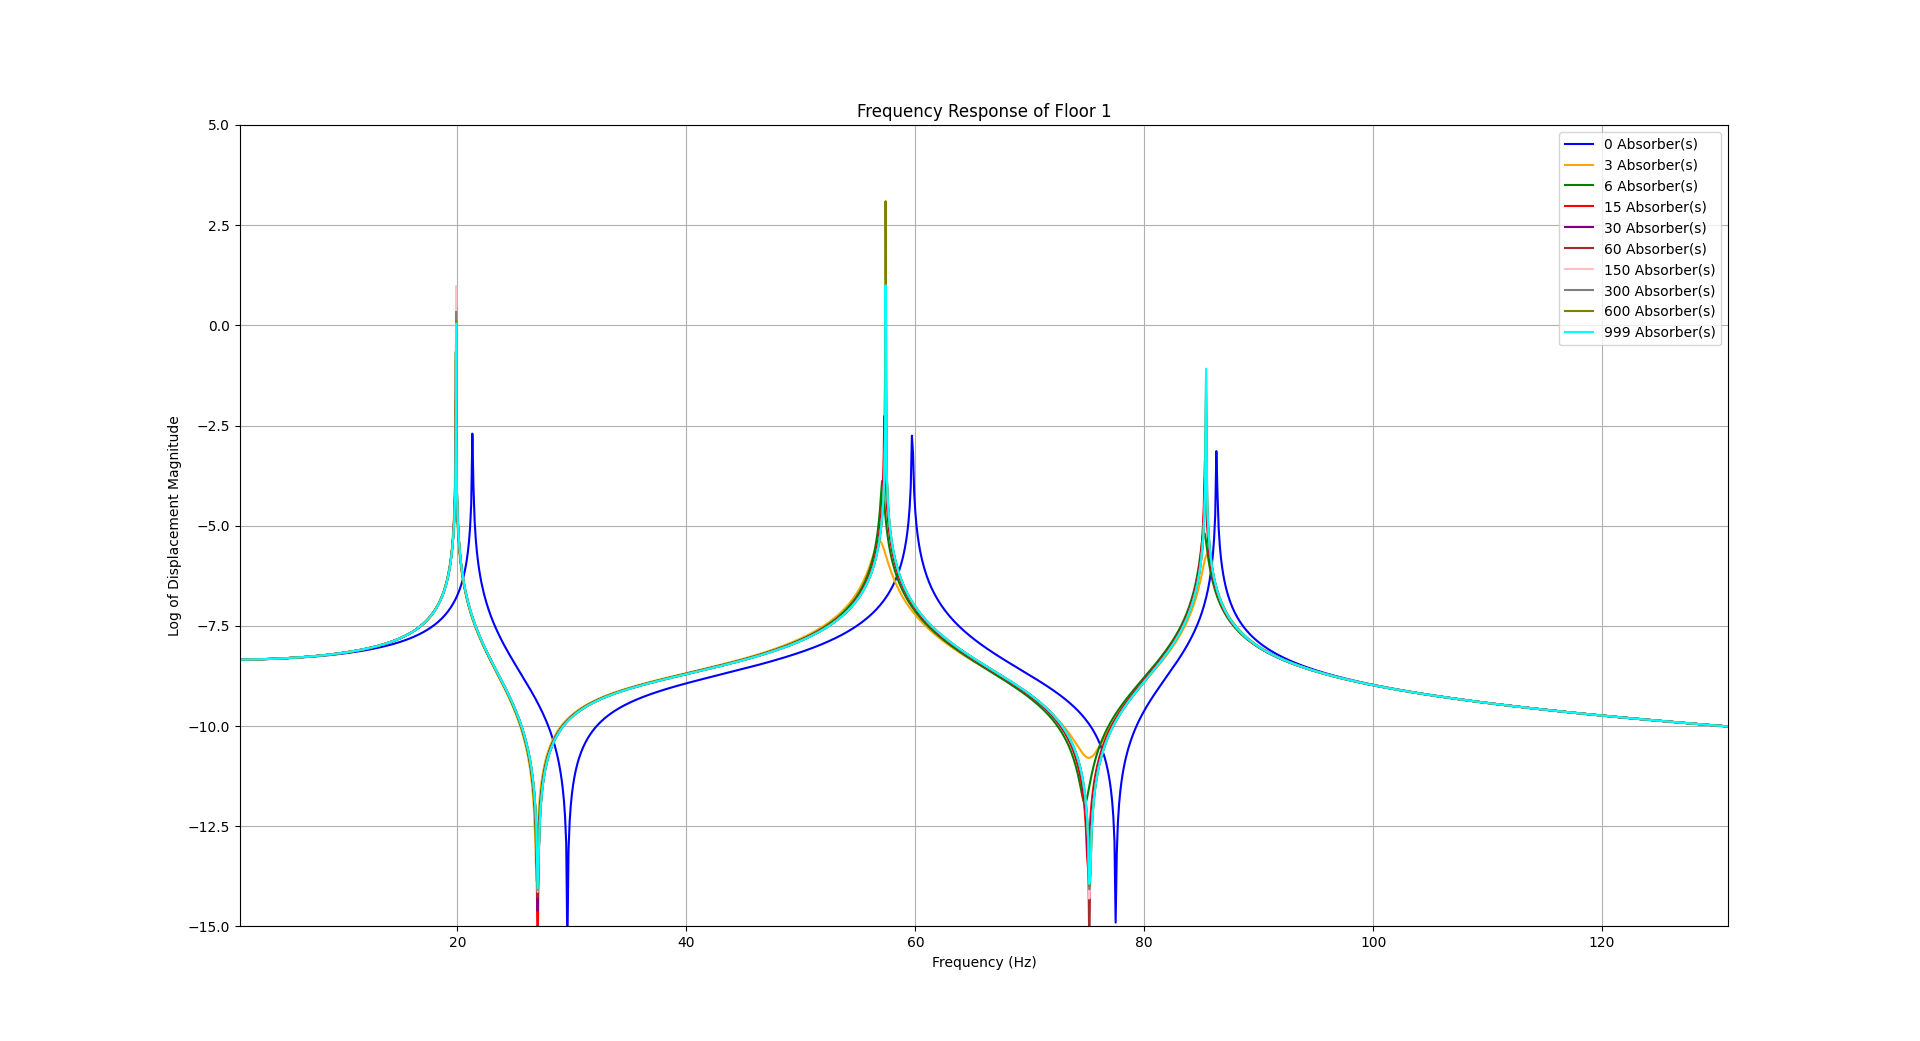 Frequency Response of Floor 1
5.0
2.5
0.0
−2.5
−5.0
−7.5
−10.0
−12.5
−15.0
Log of Displacement Magnitude
0 Absorber(s)
3 Absorber(s)
6 Absorber(s)
15 Absorber(s)
30 Absorber(s)
60 Absorber(s)
150 Absorber(s)
300 Absorber(s)
600 Absorber(s)
999 Absorber(s)
20 40 60 80 100 120
Frequency (Hz)